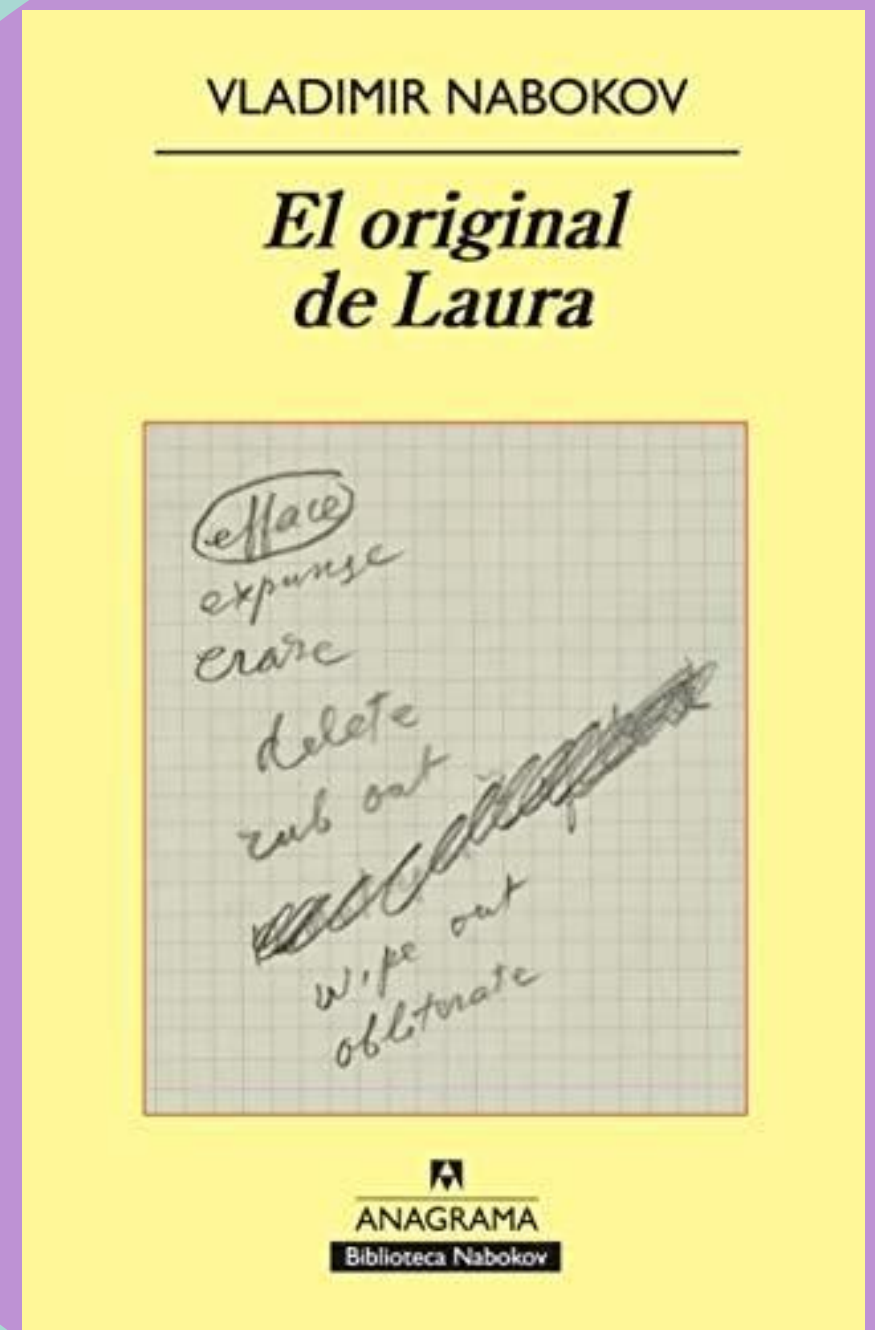 VLADIMIR NABOKOV
El original
de Laura
efface
expunge
erase
delete
rub out
wipe out
obliterate
ANAGRAMA
Biblioteca Nabokov